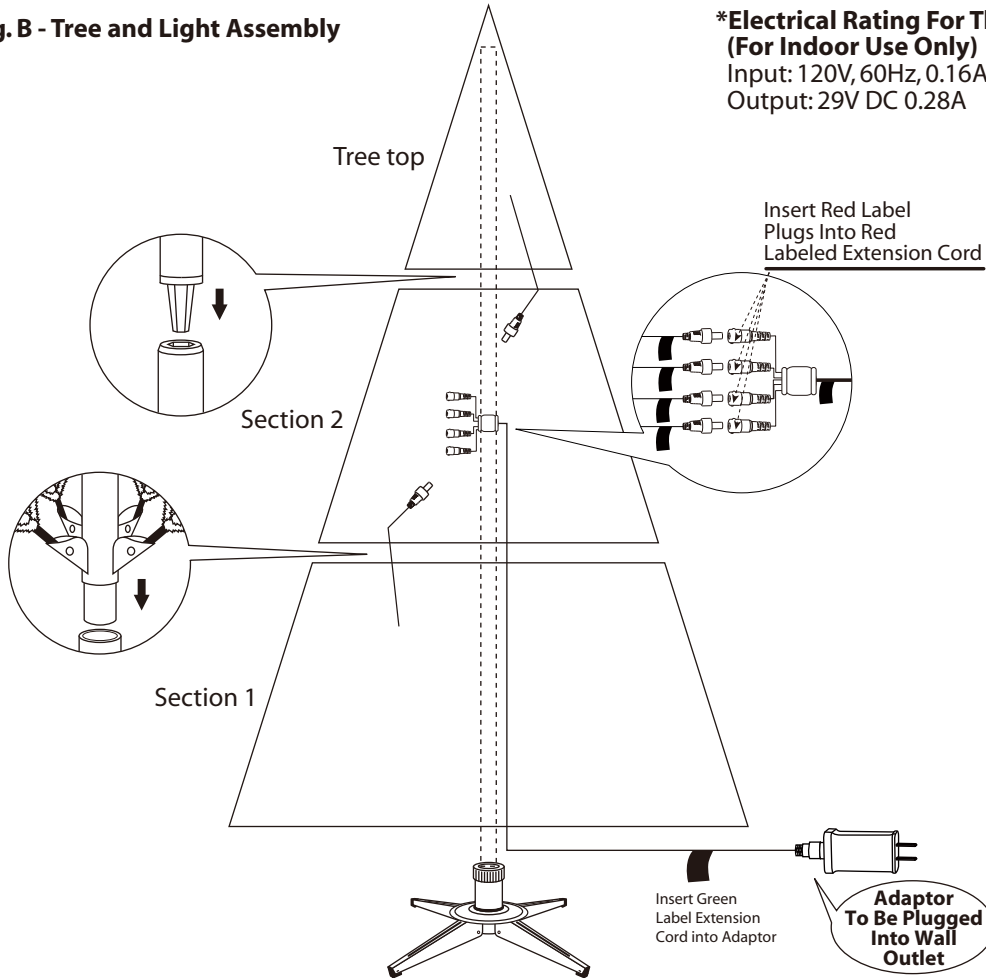 g. B - Tree and Light Assembly
*Electrical Rating For Th
(For Indoor Use Only)
Input: 120V, 60Hz, 0.16A
Output: 29V DC 0.28A
Tree top
Insert Red Label
Plugs Into Red
Labeled Extension Cord
Section 2
Section 1
Insert Green
Label Extension
Cord into Adaptor
Adaptor
To Be Plugged
Into Wall
Outlet